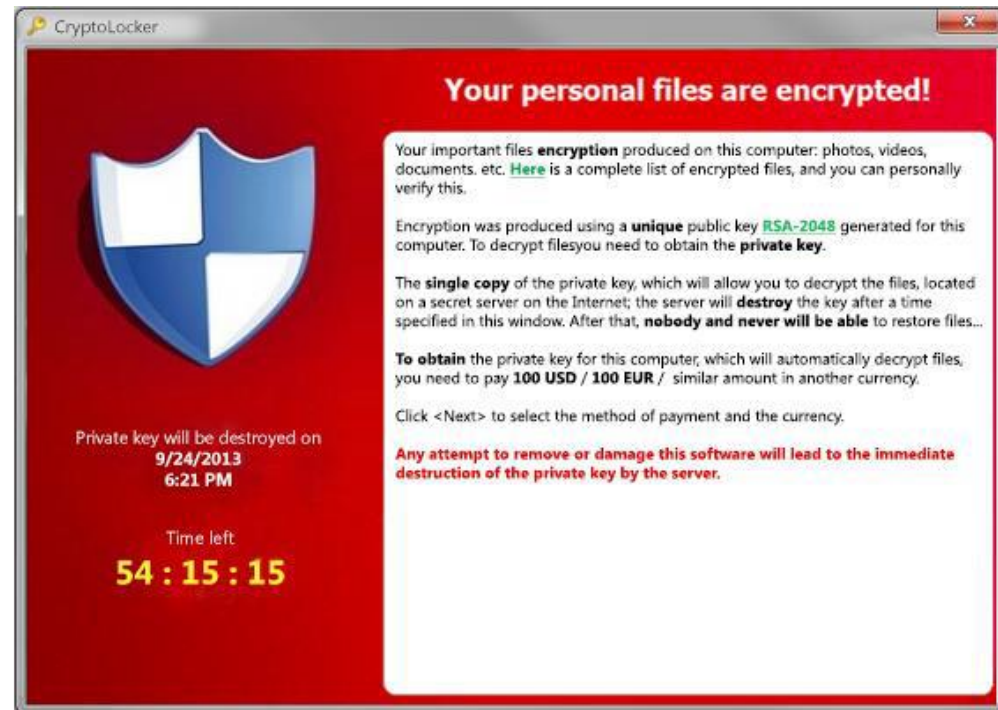 CryptoLocker
Your personal files are encrypted!
Your important files encryption produced on this computer: photos, videos,
documents. etc. Here is a complete list of encrypted files, and you can personally
verify this.
Encryption was produced using a unique public key RSA-2048 generated for this
computer. To decrypt filesyou need to obtain the private key.
The single copy of the private key, which will allow you to decrypt the files, located
on a secret server on the Internet; the server will destroy the key after a time
specified in this window. After that, nobody and never will be able to restore files...
To obtain the private key for this computer, which will automatically decrypt files,
you need to pay 100 USD / 100 EUR / similar amount in another currency.
Click <Next> to select the method of payment and the currency.
Any attempt to remove or damage this software will lead to the immediate
destruction of the private key by the server.
Private key will be destroyed on
9/24/2013
6:21 PM
Time left
54 : 15 : 15